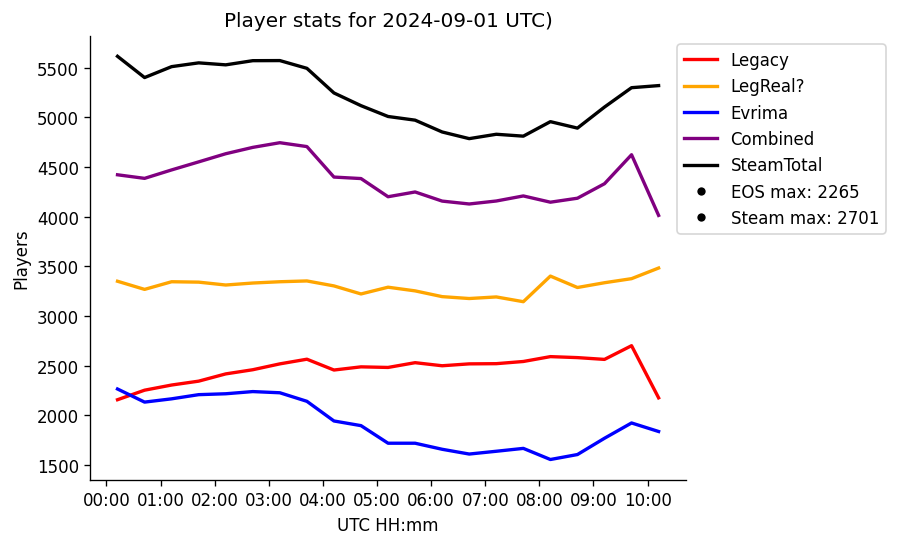 Player stats for 2024-09-01 UTC)
Legacy
LegReal?
Evrima
Combined
SteamTotal
EOS max: 2265
Steam max: 2701
Players
5500
5000
4500
4000
3500
3000
2500
2000
1500
00:00 01:00 02:00 03:00 04:00 05:00 06:00 07:00 08:00 09:00 10:00
UTC HH:mm